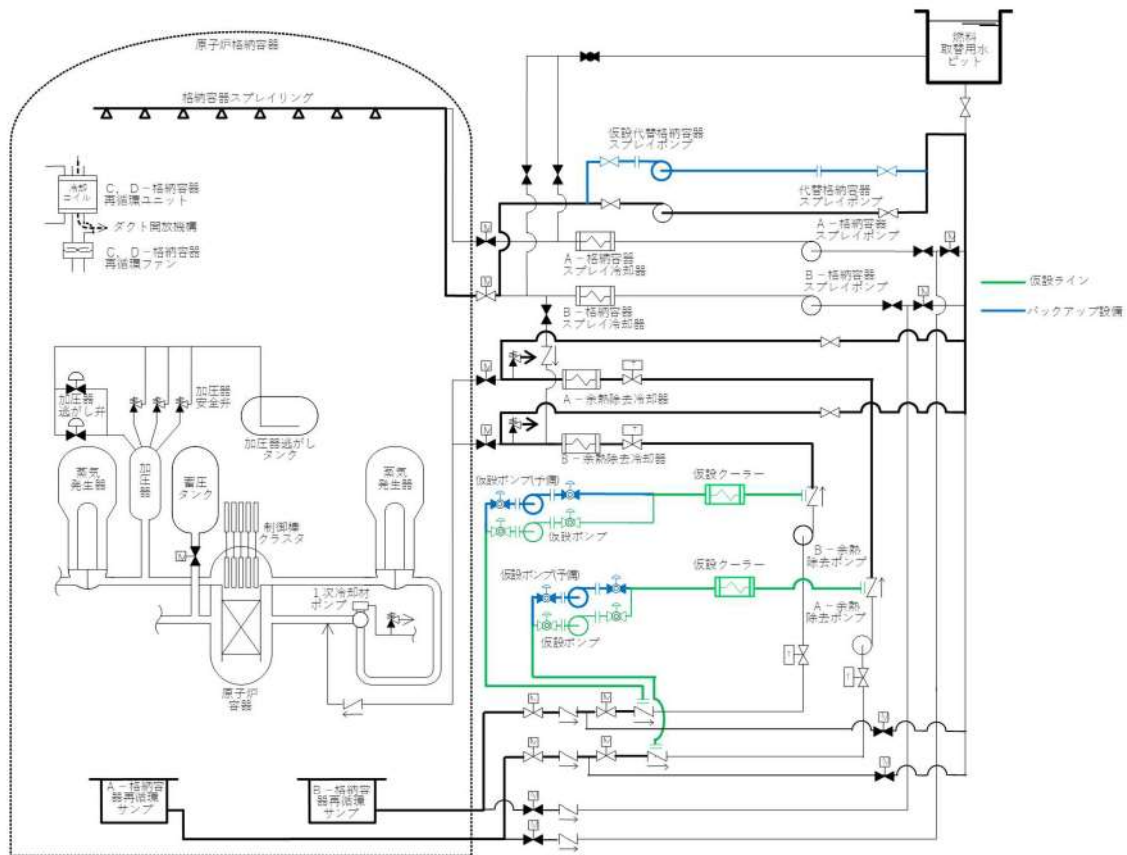 燃料
取替用水
ピット
原子炉格納容器
格納容器スプレイリング
仮設代替格納容器
スプレイポンプ
代替格納容器
スプレイポンプ
冷却
コイル
C，D－格納容器
再循環ユニット
ダクト開放機構
C，D－格納容器
再循環ファン
A－格納容器
スプレイポンプ
A－格納容器
スプレイ冷却器
B－格納容器
スプレイポンプ
B－格納容器
スプレイ冷却器
仮設ライン
バックアップ設備
A－余熱除去冷却器
B－余熱除去冷却器
加圧器
逃がし弁
加圧器
安全弁
加圧器逃がし
タンク
蒸気
発生器
加圧器
蓄圧
タンク
蒸気
発生器
制御棒
クラスタ
1次冷却材
ポンプ
原子炉
容器
仮設ポンプ(予備)
仮設クーラー
仮設ポンプ
仮設ポンプ(予備)
仮設クーラー
仮設ポンプ
B－余熱
除去ポンプ
A－余熱
除去ポンプ
A－格納容
器再循環
サンプ
B－格納容
器再循環
サンプ